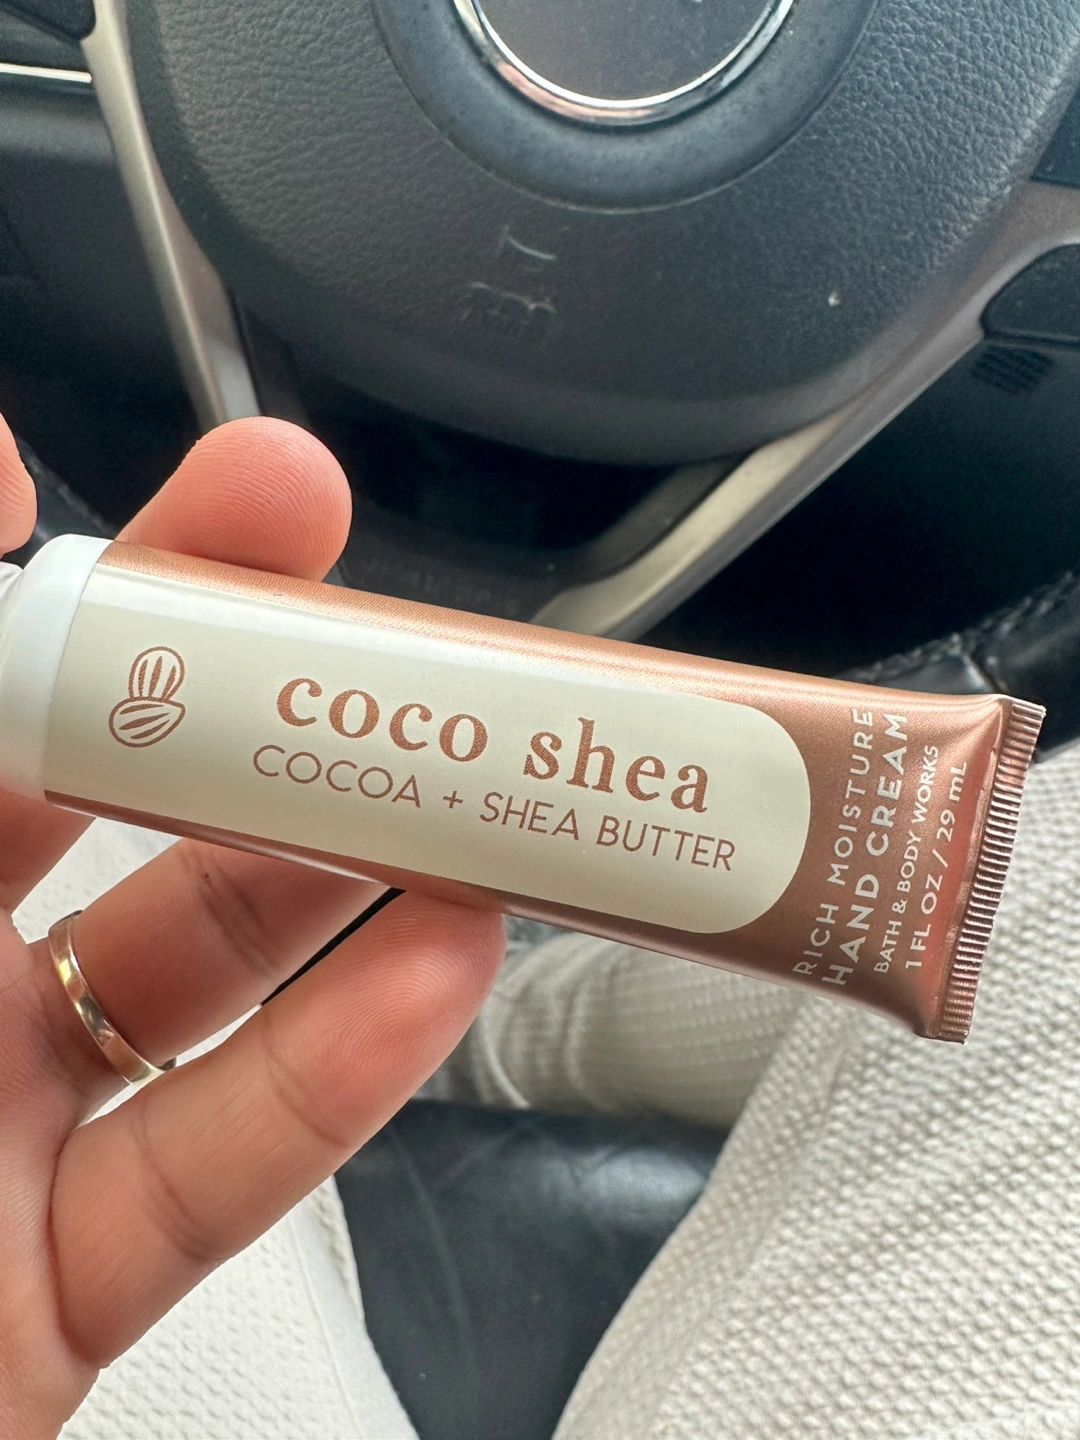 coco shea
COCOA + SHEA BUTTER
RICH MOISTURE
HAND CREAM
BATH & BODY WORKS
1 FL OZ / 29 mL